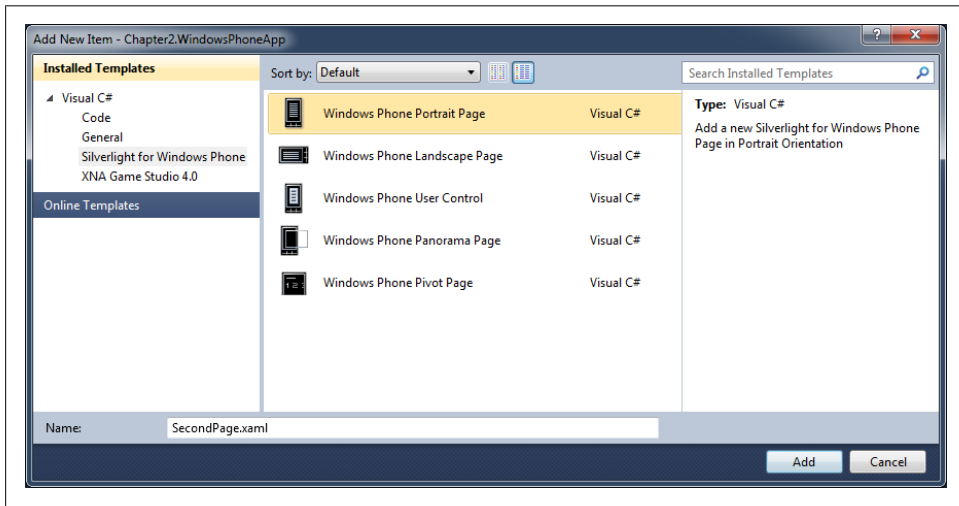 Add New Item - Chapter2.WindowsPhoneApp
?
Installed Templates
Visual C#
Code
General
Silverlight for Windows Phone
XNA Game Studio 4.0
Online Templates
Sort by: Default
Windows Phone Portrait Page Visual C#
Windows Phone Landscape Page Visual C#
Windows Phone User Control Visual C#
Windows Phone Panorama Page Visual C#
Windows Phone Pivot Page Visual C#
Search Installed Templates
Type: Visual C#
Add a new Silverlight for Windows Phone
Page in Portrait Orientation
Name: SecondPage.xaml
Add Cancel